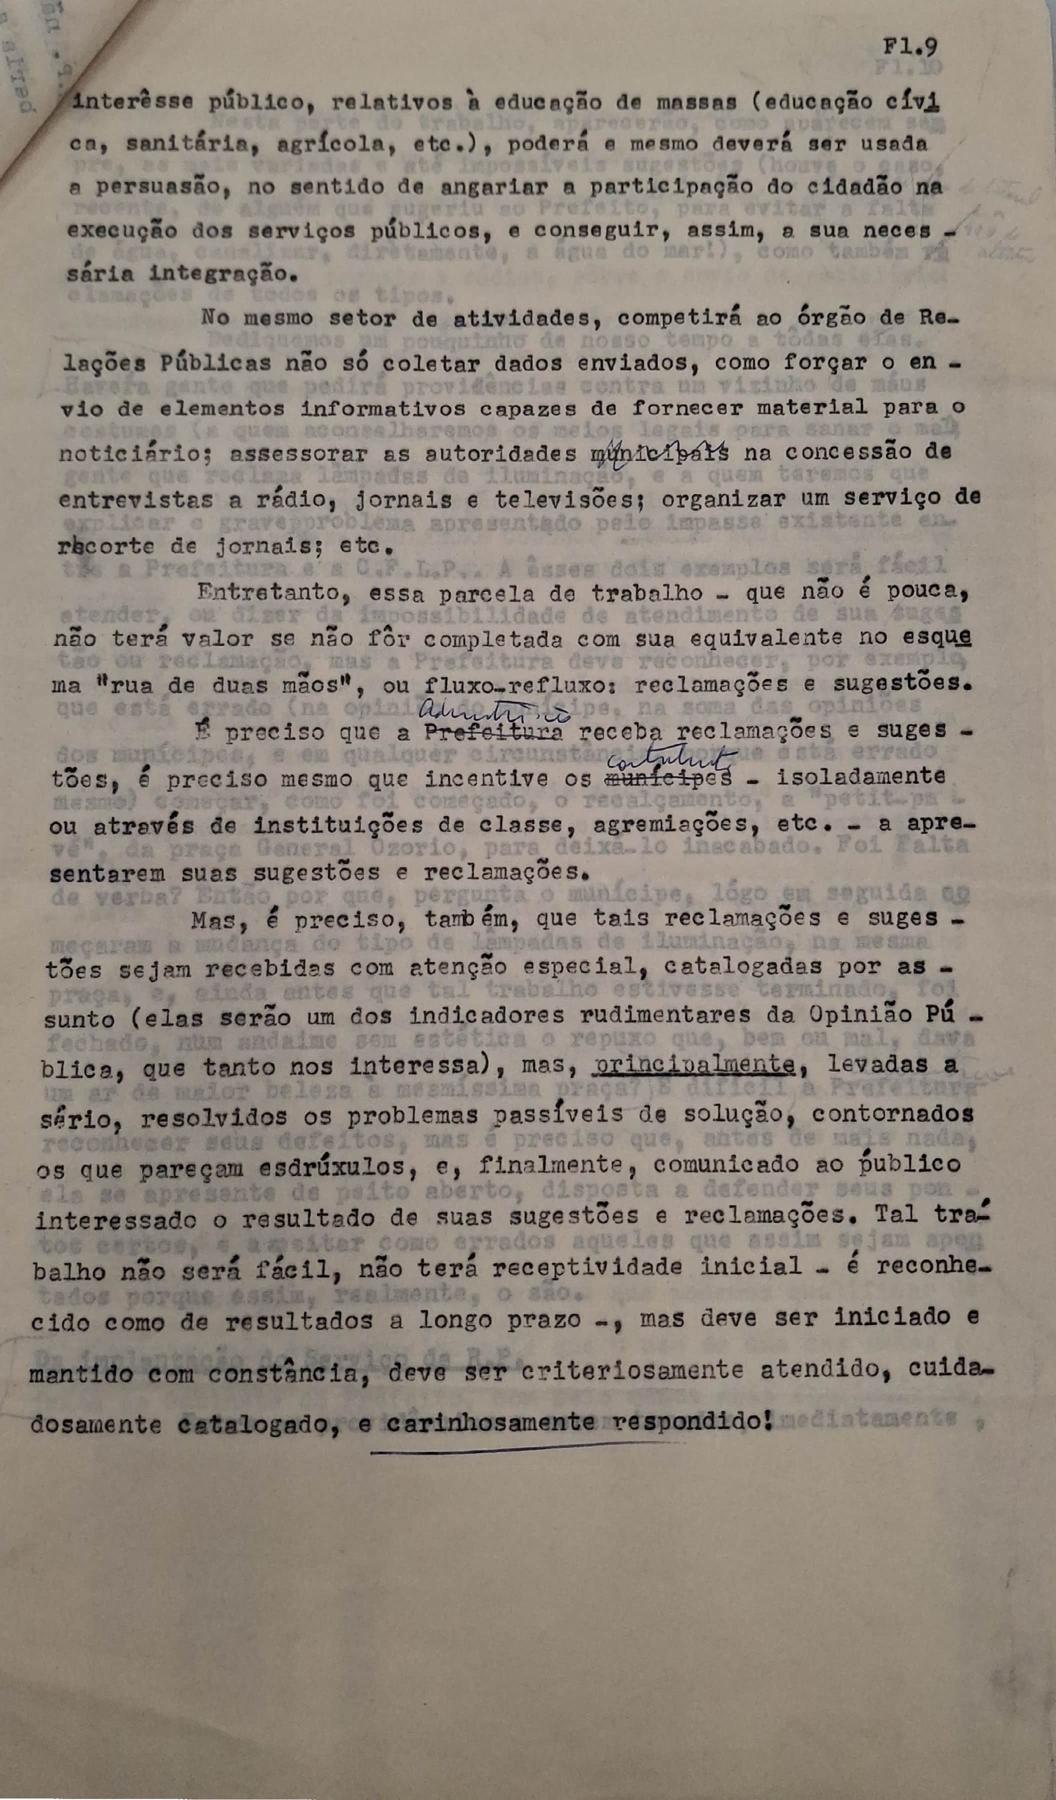 Fl.9
interêsse público, relativos à educação de massas (educação cívi
ca, sanitária, agrícola, etc.), poderá e mesmo deverá ser usada
a persuasão, no sentido de angariar a participação do cidadão na
execução dos serviços públicos, e conseguir, assim, a sua neces -
sária integração.
No mesmo setor de atividades, competirá ao órgão de Re-
lações Públicas não só coletar dados enviados, como forçar o en -
vio de elementos informativos capazes de fornecer material para o
noticiário; assessorar as autoridades municipais na concessão de
entrevistas a rádio, jornais e televisões; organizar um serviço de
recorte de jornais; etc.
Entretanto, essa parcela de trabalho - que não é pouca,
não terá valor se não fôr completada com sua equivalente no esque
ma "rua de duas mãos", ou fluxo-refluxo: reclamações e sugestões.
É preciso que a Prefeitura receba reclamações e suges -
tões, é preciso mesmo que incentive os munícipes - isoladamente
ou através de instituições de classe, agremiações, etc. - a apre-
sentarem suas sugestões e reclamações.
Mas, é preciso, também, que tais reclamações e suges -
tões sejam recebidas com atenção especial, catalogadas por as -
sunto (elas serão um dos indicadores rudimentares da Opinião Pú -
blica, que tanto nos interessa), mas, principalmente, levadas a
sério, resolvidos os problemas passíveis de solução, contornados
os que pareçam esdrúxulos, e, finalmente, comunicado ao público
interessado o resultado de suas sugestões e reclamações. Tal tra-
balho não será fácil, não terá receptividade inicial - é reconhe-
cido como de resultados a longo prazo -, mas deve ser iniciado e
mantido com constância, deve ser criteriosamente atendido, cuida-
dosamente catalogado, e carinhosamente respondido!